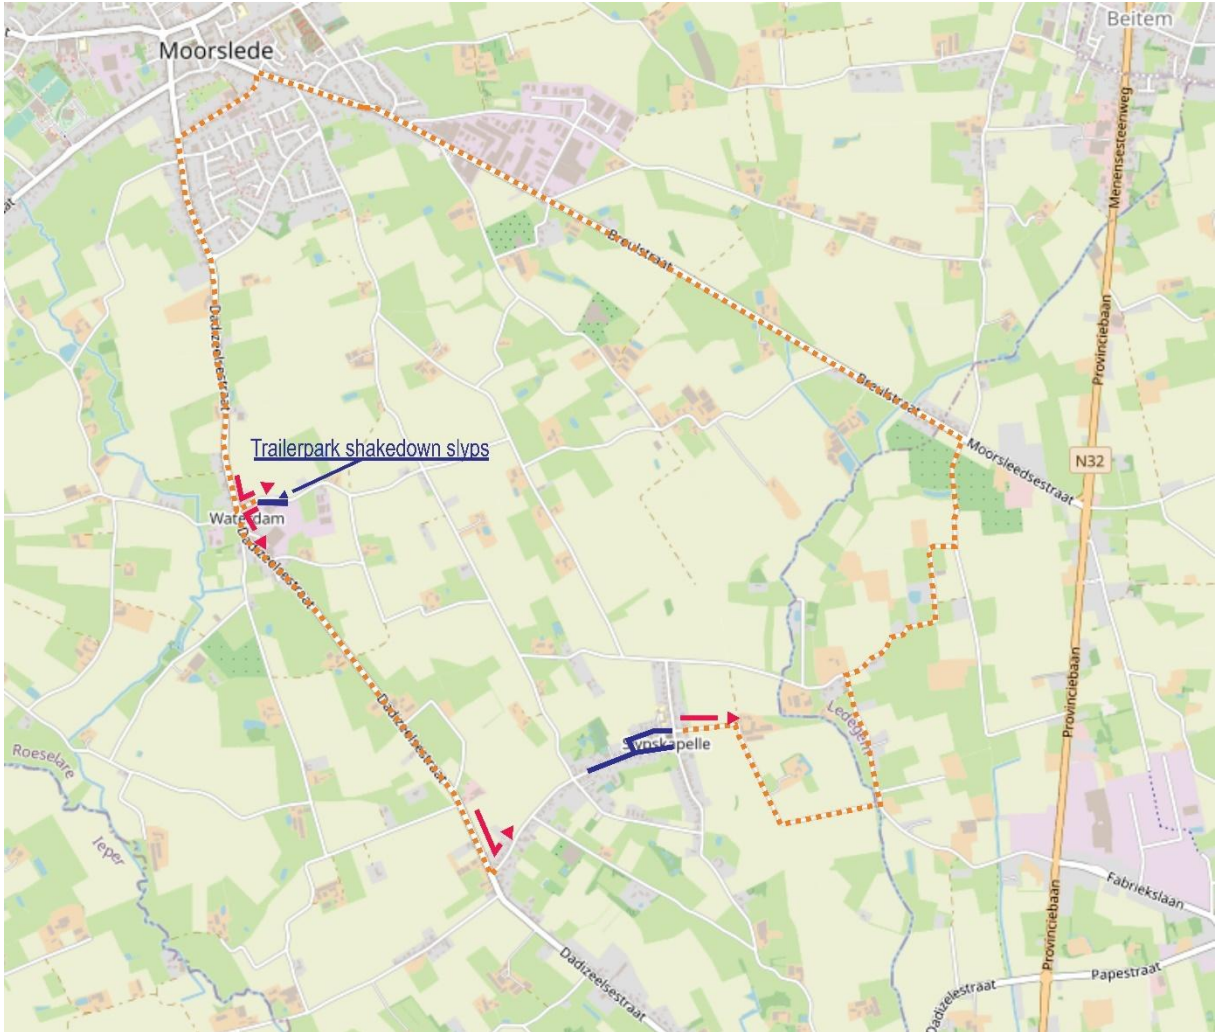 Moorslede
Beitem
Menensesteenweg
Breulstraat
Provinciebaan
Dadizeelsestraat
Breulstraat
Trailerpark shakedown slyps
Moorsleedsestraat
N32
Waterdam
Dadizeelsestraat
Provinciebaan
Dadizeelsestraat
Ledegem
Slypskapelle
Roeselare
Ieper
Fabriekslaan
Provinciebaan
Dadizeelsestraat
Papestraat
Dadizelestraat